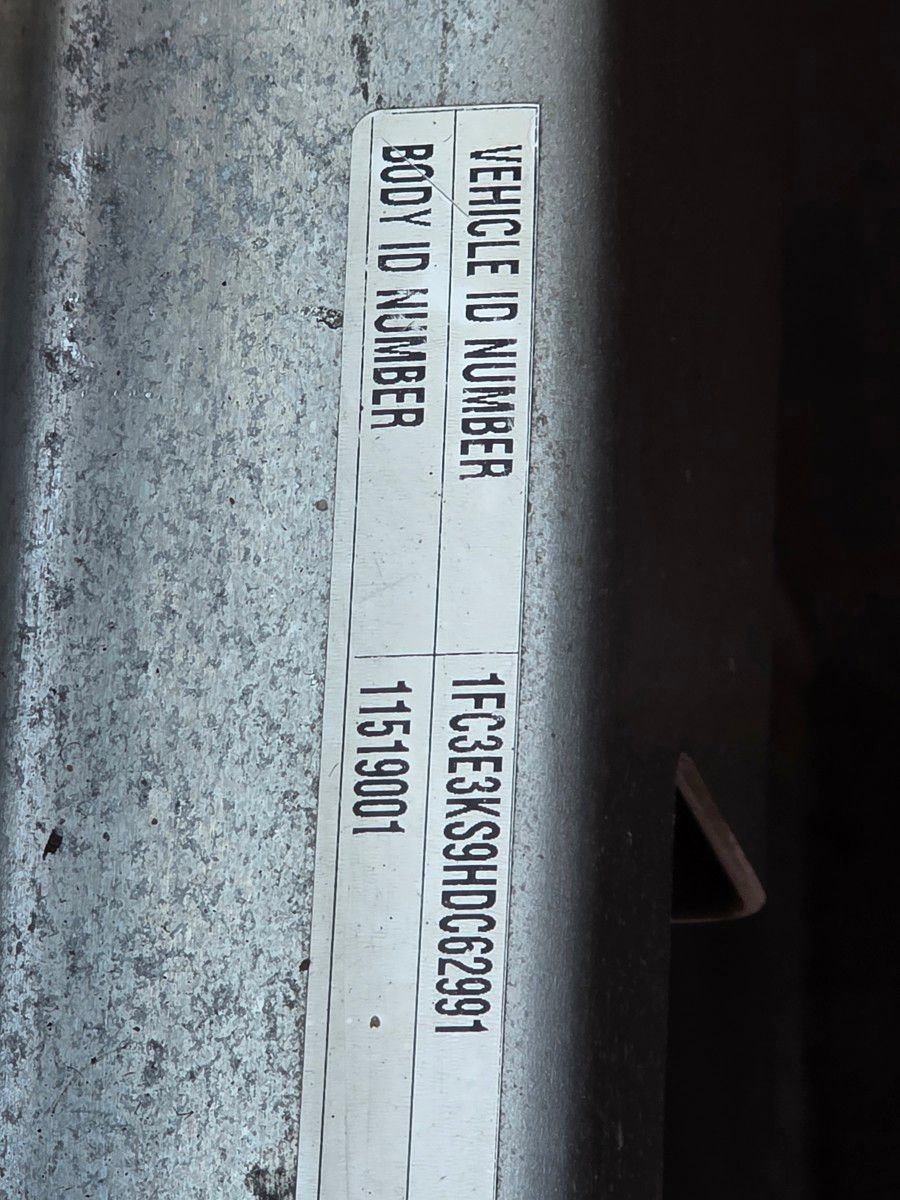 VEHICLE ID NUMBER 1FC3E3KS9HDC62991
BODY ID NUMBER 11519001